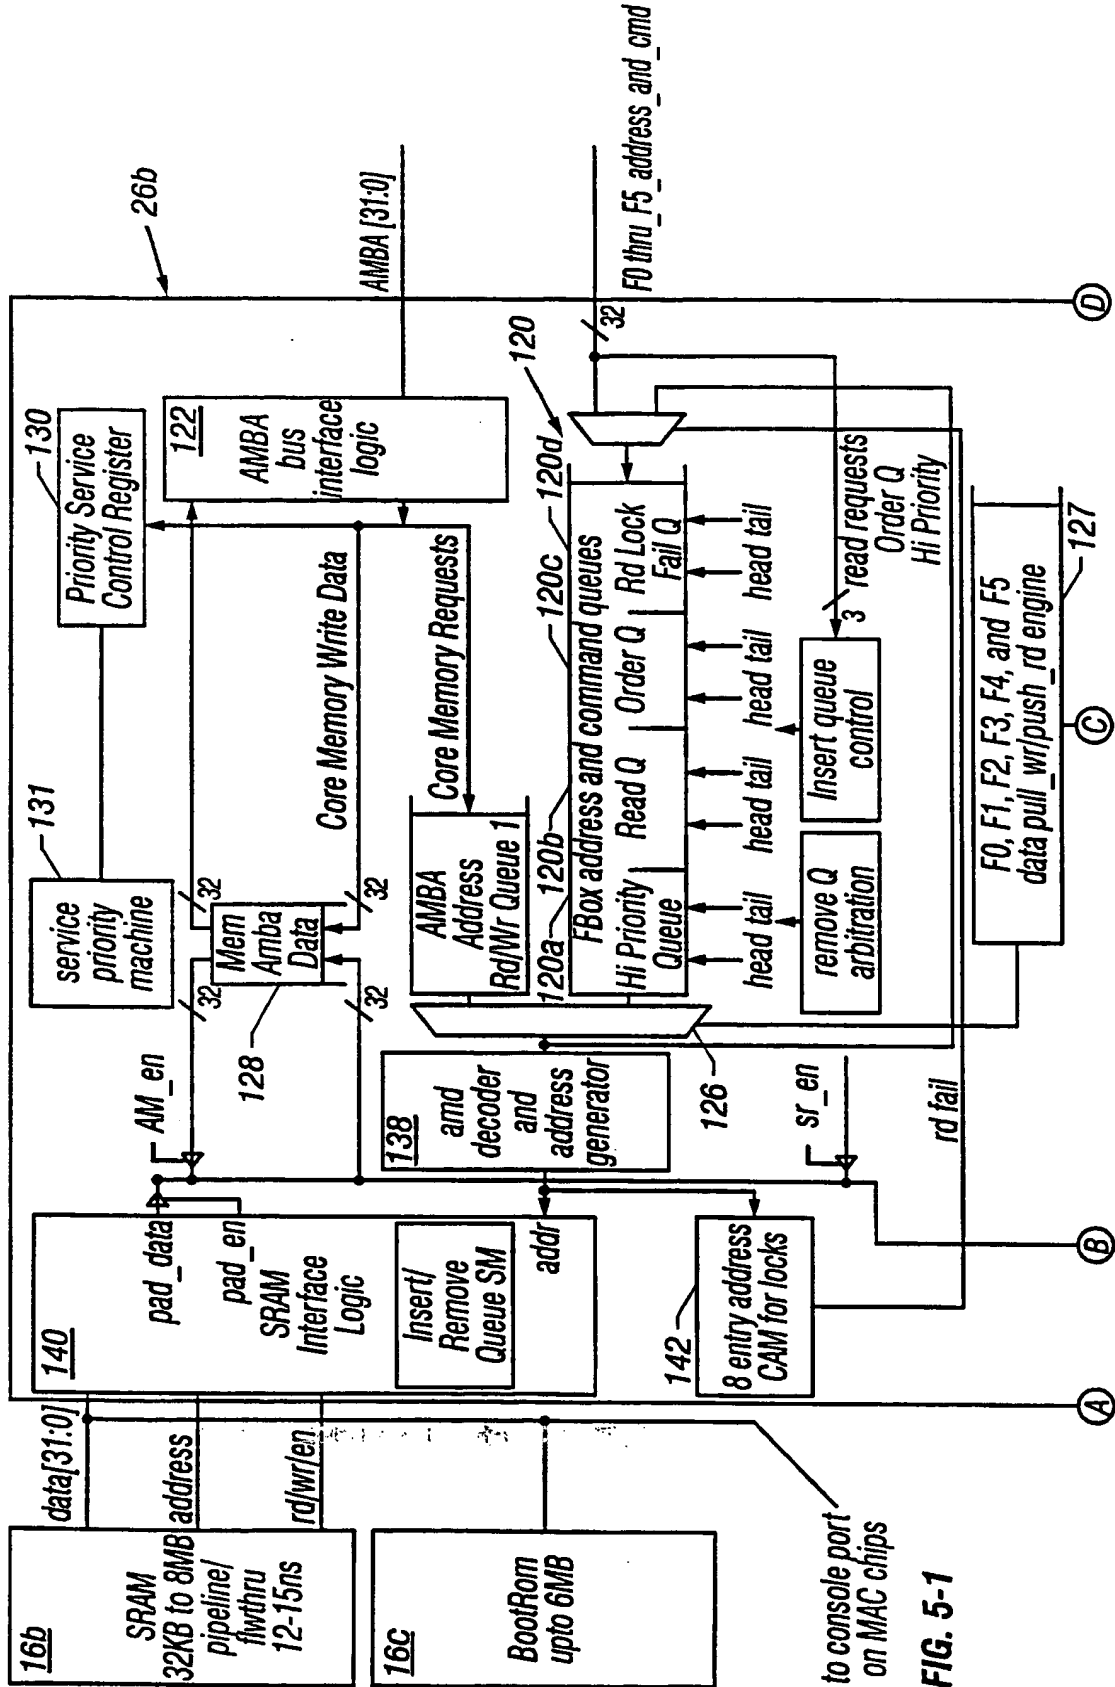 26b
AMBA [31:0]
F0 thru_F5_address_and_cmd
130
Priority Service
Control Register
131
service
priority
machine
122
AMBA
bus
interface
logic
Core Memory Write Data
Core Memory Requests
32
32
Mem
Amba
Data
32
32
128
AM_en
140
pad_data
pad_en
SRAM
Interface
Logic
Insert/
Remove
Queue SM
addr
data[31:0]
address
rd/wr/en
16b
SRAM
32KB to 8MB
pipeline/
flwthru
12-15ns
16c
BootRom
upto 6MB
to console port
on MAC chips
AMBA
Address
Rd/Wr Queue 1
120a
120b
120c
120d
120
32
FBox address and command queues
Hi Priority
Queue
Read Q
Order Q
Rd Lock
Fail Q
head tail
head tail
head tail
head tail
remove Q
arbitration
Insert queue
control
3
read requests
Order Q
Hi Priority
138
amd
decoder
and
address
generator
126
142
8 entry address
CAM for locks
sr_en
rd fail
F0, F1, F2, F3, F4, and F5
data pull_wr/push_rd engine
127
A
B
C
D
FIG. 5-1